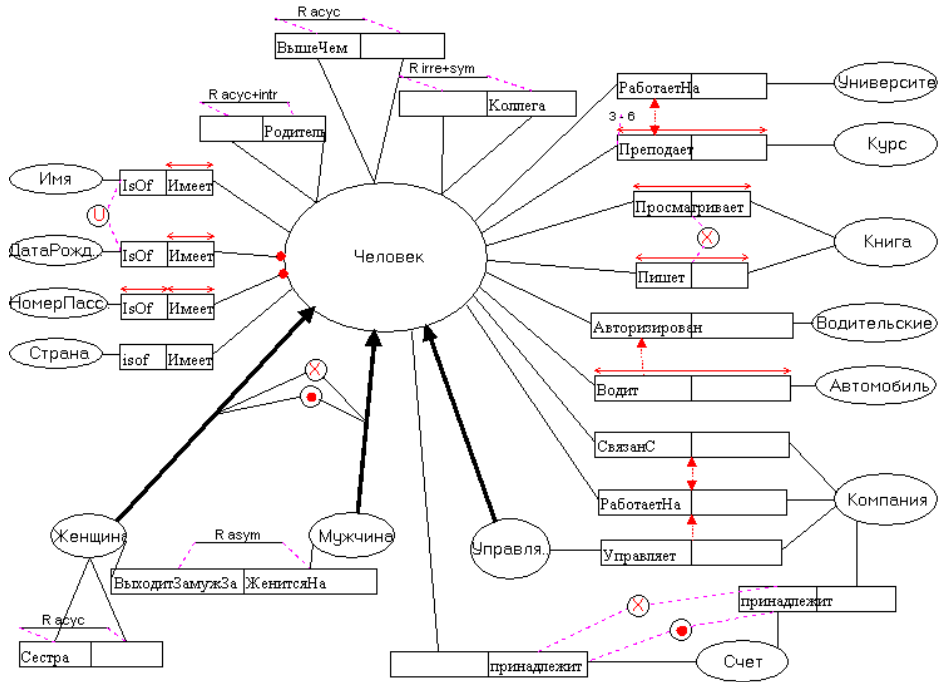 R acyc
ВышеЧем
R irre+sym
Коллега
R acyc+intr
Родитель
РаботаетНа
Университе
3 - 6
Преподает
Курс
Имя
IsOf Имеет
U
ДатаРожд..
IsOf Имеет
НомерПасс.
IsOf Имеет
Страна
isof Имеет
Человек
Просматривает
X
Книга
Пишет
Авторизирован
Водительские
Водит
Автомобиль
X
СвязанС
РаботаетНа
Компания
Управляет
Женщина
R asym
Мужчина
Управля..
ВыходитЗамужЗа ЖенитсяНа
R acyc
Сестра
X
принадлежит
принадлежит
Счет